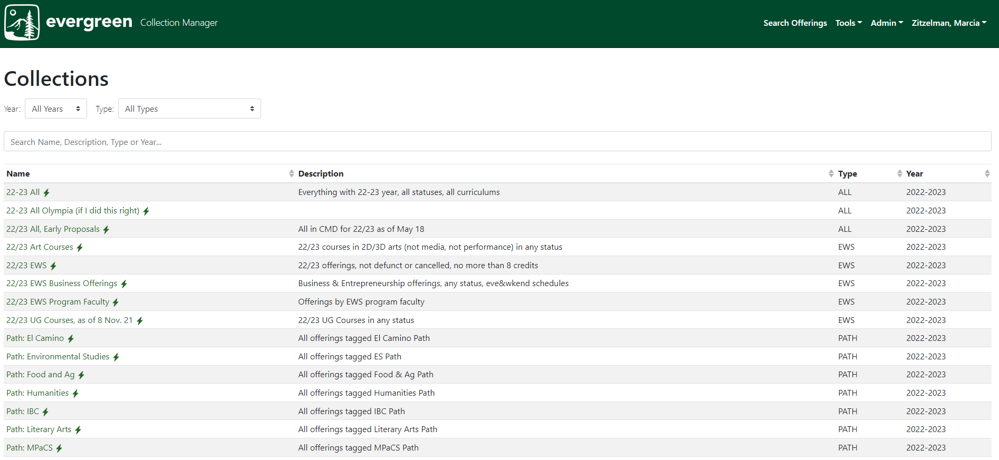 evergreen Collection Manager Search Offerings Tools Admin Zitzelman, Marcia
Collections
Year: All Years Type: All Types
Search Name, Description, Type or Year...
Name Description Type Year
22-23 All Everything with 22-23 year, all statuses, all curriculums ALL 2022-2023
22-23 All Olympia (if I did this right) ALL 2022-2023
22/23 All, Early Proposals All in CMD for 22/23 as of May 18 ALL 2022-2023
22/23 Art Courses 22/23 courses in 2D/3D arts (not media, not performance) in any status EWS 2022-2023
22/23 EWS 22/23 offerings, not defunct or cancelled, no more than 8 credits EWS 2022-2023
22/23 EWS Business Offerings Business & Entrepreneurship offerings, any status, eve&wkend schedules EWS 2022-2023
22/23 EWS Program Faculty Offerings by EWS program faculty EWS 2022-2023
22/23 UG Courses, as of 8 Nov. 21 22/23 UG Courses in any status EWS 2022-2023
Path: El Camino All offerings tagged El Camino Path PATH 2022-2023
Path: Environmental Studies All offerings tagged ES Path PATH 2022-2023
Path: Food and Ag All offerings tagged Food & Ag Path PATH 2022-2023
Path: Humanities All offerings tagged Humanities Path PATH 2022-2023
Path: IBC All offerings tagged IBC Path PATH 2022-2023
Path: Literary Arts All offerings tagged Literary Arts Path PATH 2022-2023
Path: MPaCS All offerings tagged MPaCS Path PATH 2022-2023